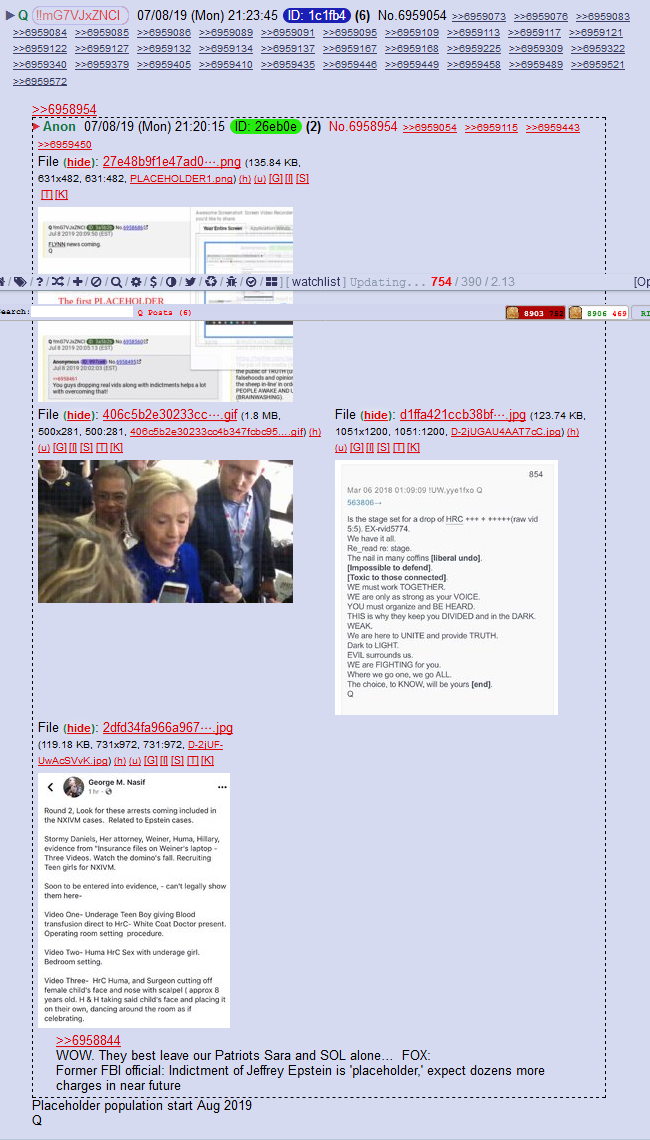 ▶ Q !!mG7VJxZNCI 07/08/19 (Mon) 21:23:45 ID: 1c1fb4 (6) No.6959054 >>6959073 >>6959076 >>6959083
>>6959084 >>6959085 >>6959086 >>6959089 >>6959091 >>6959095 >>6959109 >>6959113 >>6959117 >>6959121
>>6959122 >>6959127 >>6959132 >>6959134 >>6959137 >>6959167 >>6959168 >>6959225 >>6959309 >>6959322
>>6959340 >>6959379 >>6959405 >>6959410 >>6959435 >>6959446 >>6959449 >>6959458 >>6959489 >>6959521
>>6959572
>>6958954
▶ Anon 07/08/19 (Mon) 21:20:15 ID: 26eb0e (2) No.6958954 >>6959054 >>6959115 >>6959443
>>6959450
File (hide): 27e48b9f1e47ad0⋯.png (135.84 KB,
631x482, 631:482, PLACEHOLDER1.png) (h) (u) [G] [I] [S]
[T] [K]
Awesome Screenshot: Screen Video Recorder
you'd like to share
Your Entire Screen
Jul 8 2019 20:09:50 (EST)
FLYNN news coming.
Q
/ ? / $ / [ watchlist ] Updating... 754 / 390 / 2.13
[Op
The first PLACEHOLDER
earch:
Q Posts (6)
8903 752
8906 469
RI
Jul 8 2019 20:05:13 (EST)
Jul 8 2019 20:02:03 (EST)
>>6958461
You guys dropping real vids along with indictments helps a lot
with overcoming that!
the public of TRUTH (U
falsehoods and opinion
the sheep in-line' in orde
PEOPLE AWAKE AND U
(BRAINWASHING)
File (hide): 406c5b2e30233cc⋯.gif (1.8 MB,
500x281, 500:281, 406c5b2e30233cc4b347fcbc95....gif) (h)
(u) [G] [I] [S] [T] [K]
File (hide): d1ffa421ccb38bf⋯.jpg (123.74 KB,
1051x1200, 1051:1200, D-2jUGAU4AAT7cC.jpg) (h)
(u) [G] [I] [S] [T] [K]
854
Mar 06 2018 01:09:09 !UW.yye1fxo Q
563806→
Is the stage set for a drop of HRC +++ + +++++(raw vid
5:5). EX-rvid5774.
We have it all.
Re_read re: stage.
The nail in many coffins [liberal undo].
[Impossible to defend].
[Toxic to those connected].
WE must work TOGETHER.
WE are only as strong as your VOICE.
YOU must organize and BE HEARD.
THIS is why they keep you DIVIDED and in the DARK.
WEAK.
We are here to UNITE and provide TRUTH.
Dark to LIGHT.
EVIL surrounds us.
WE are FIGHTING for you.
Where we go one, we go ALL.
The choice, to KNOW, will be yours [end].
Q
File (hide): 2dfd34fa966a967⋯.jpg
(119.18 KB, 731x972, 731:972, D-2jUF-
UwAcSVvK.jpg) (h) (u) [G] [I] [S] [T] [K]
George M. Nasif
1 hr ·
Round 2, Look for these arrests coming included in
the NXIVM cases. Related to Epstein cases.
Stormy Daniels, Her attorney, Weiner, Huma, Hillary,
evidence from "Insurance files on Weiner's laptop -
Three Videos. Watch the domino's fall. Recruiting
Teen girls for NXIVM.
Soon to be entered into evidence, - can't legally show
them here-
Video One- Underage Teen Boy giving Blood
transfusion direct to HrC- White Coat Doctor present.
Operating room setting procedure.
Video Two- Huma HrC Sex with underage girl.
Bedroom setting.
Video Three- HrC Huma, and Surgeon cutting off
female child's face and nose with scalpel ( approx 8
years old. H & H taking said child's face and placing it
on their own, dancing around the room as if
celebrating.
>>6958844
WOW. They best leave our Patriots Sara and SOL alone... FOX:
Former FBI official: Indictment of Jeffrey Epstein is 'placeholder,' expect dozens more
charges in near future
Placeholder population start Aug 2019
Q